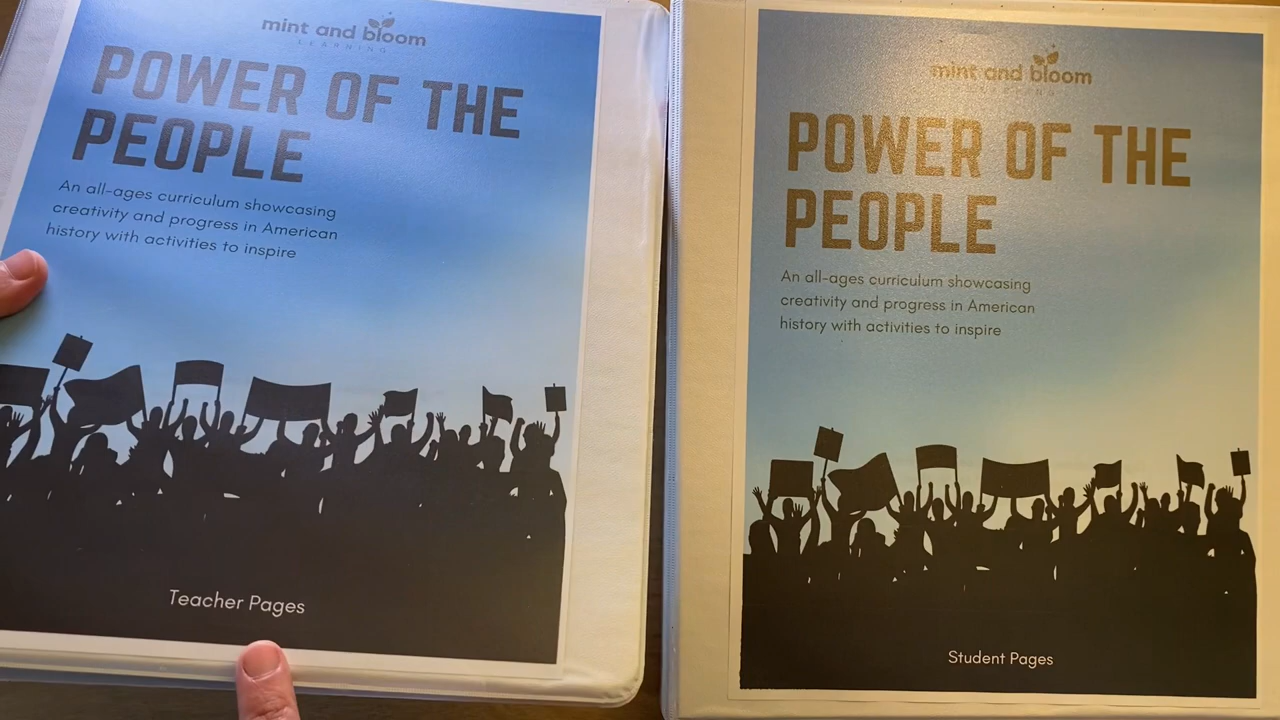 mint and bloom
LEARNING
POWER OF THE
PEOPLE
An all-ages curriculum showcasing
creativity and progress in American
history with activities to inspire
Teacher Pages
mint and bloom
LEARNING
POWER OF THE
PEOPLE
An all-ages curriculum showcasing
creativity and progress in American
history with activities to inspire
Student Pages